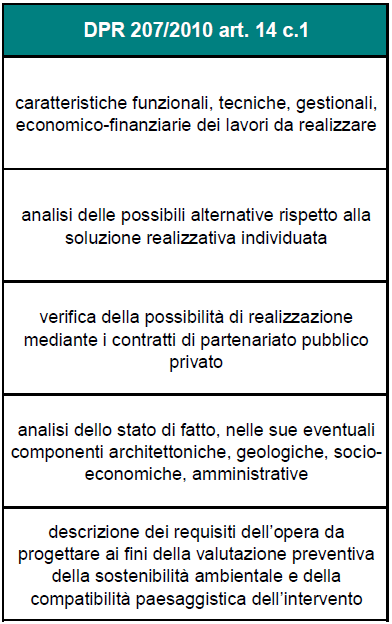 DPR 207/2010 art. 14 c.1
caratteristiche funzionali, tecniche, gestionali,
economico-finanziarie dei lavori da realizzare
analisi delle possibili alternative rispetto alla
soluzione realizzativa individuata
verifica della possibilità di realizzazione
mediante i contratti di partenariato pubblico
privato
analisi dello stato di fatto, nelle sue eventuali
componenti architettoniche, geologiche, socio-
economiche, amministrative
descrizione dei requisiti dell’opera da
progettare ai fini della valutazione preventiva
della sostenibilità ambientale e della
compatibilità paesaggistica dell’intervento